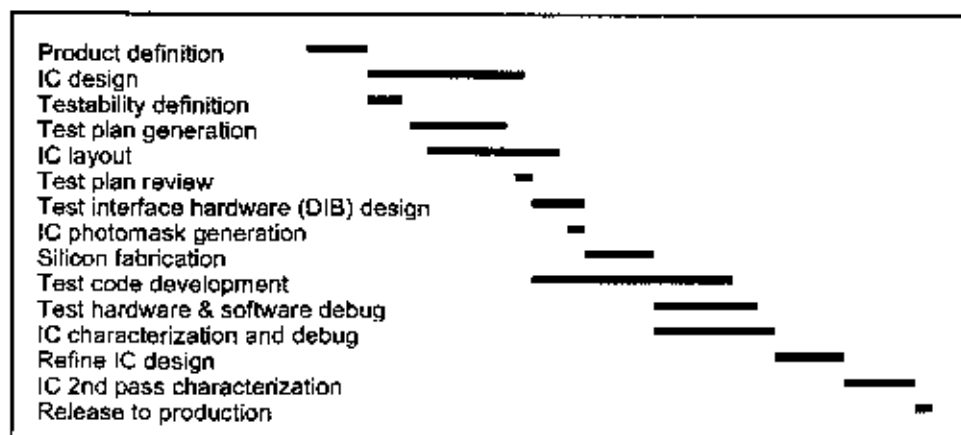 Product definition
IC design
Testability definition
Test plan generation
IC layout
Test plan review
Test interface hardware (DIB) design
IC photomask generation
Silicon fabrication
Test code development
Test hardware & software debug
IC characterization and debug
Refine IC design
IC 2nd pass characterization
Release to production